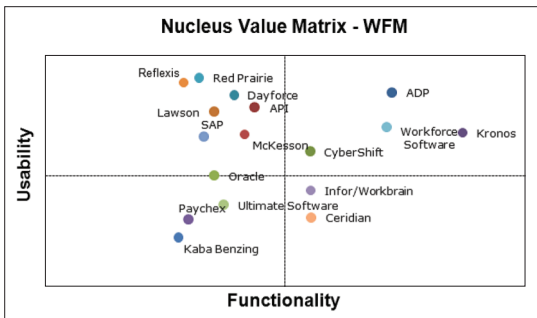 Nucleus Value Matrix - WFM
Reflexis
Red Prairie
Dayforce
ADP
Lawson
API
SAP
McKesson
Workforce
Software
Kronos
CyberShift
Oracle
Infor/Workbrain
Paychex
Ultimate Software
Ceridian
Kaba Benzing
Usability
Functionality